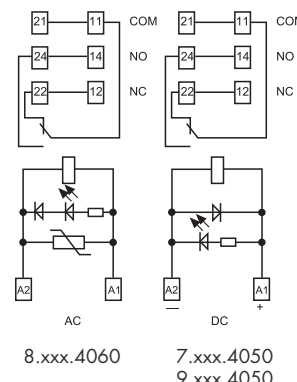 21 11 COM 21 11 COM
24 14 NO 24 14 NO
22 12 NC 22 12 NC
A2 A1 A2 A1
— +
AC DC
8.xxx.4060 7.xxx.4050
9.xxx.4050